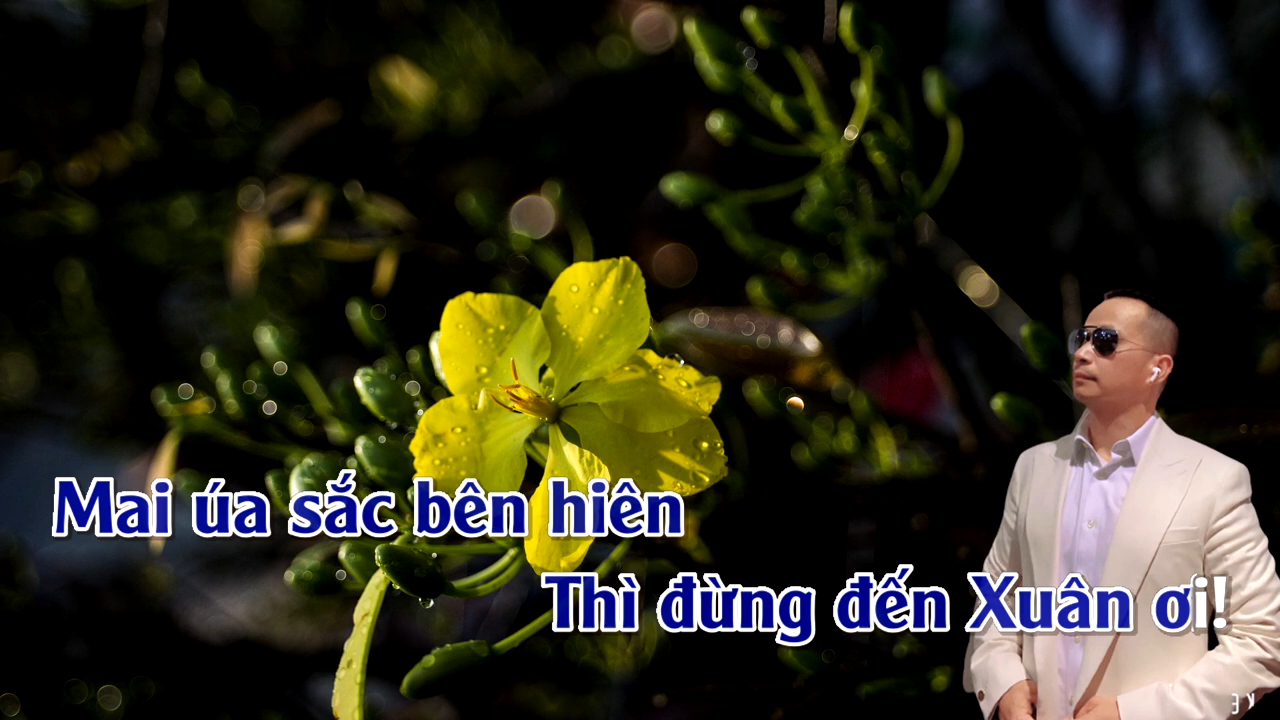 Mai úa sắc bên hiên
Thì đừng đến Xuân ơi!